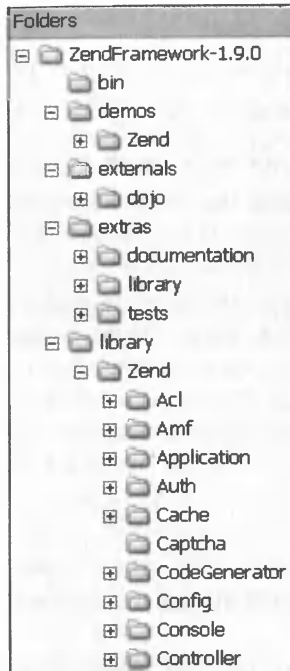 Folders
ZendFramework-1.9.0
bin
demos
Zend
externals
dojo
extras
documentation
library
tests
library
Zend
Acl
Amf
Application
Auth
Cache
Captcha
CodeGenerator
Config
Console
Controller